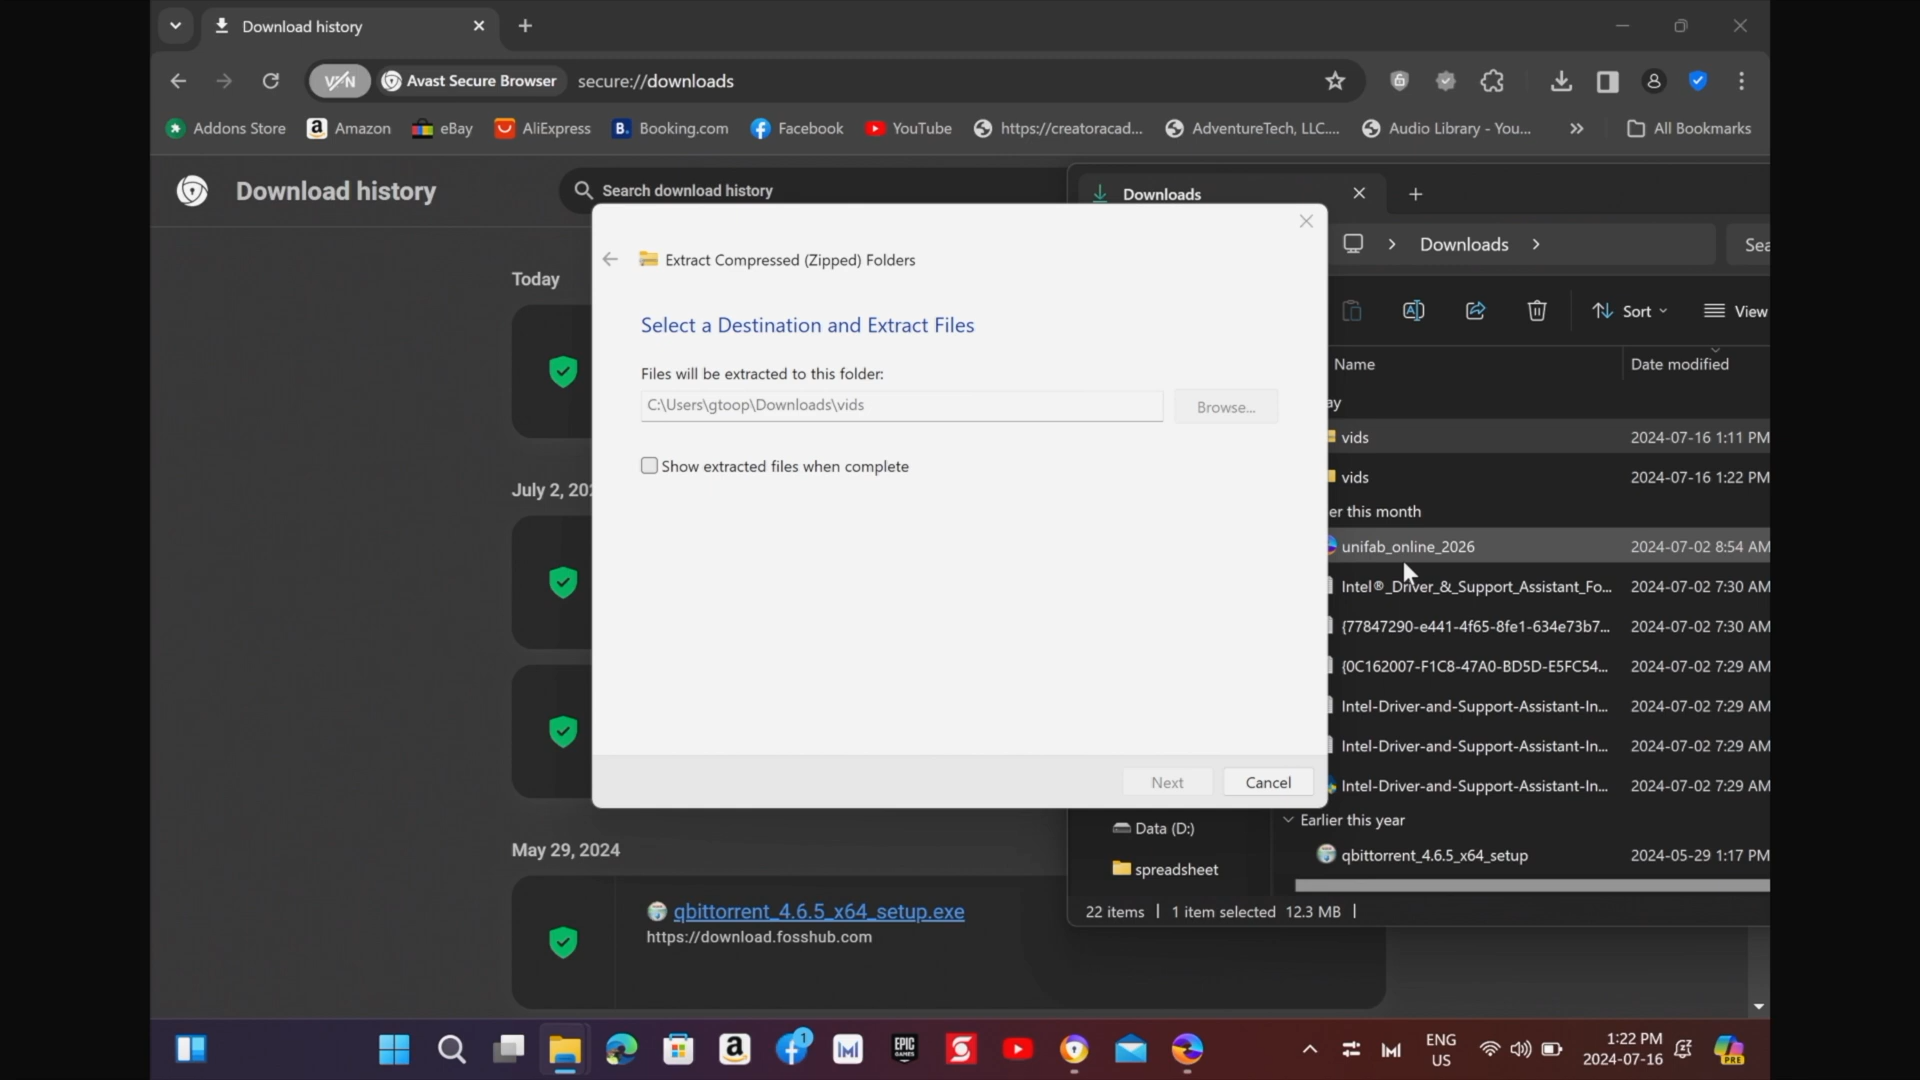 Download history
VPN
Avast Secure Browser
secure://downloads
Addons Store
Amazon
eBay
AliExpress
Booking.com
Facebook
YouTube
https://creatoracad...
AdventureTech, LLC....
Audio Library - You...
All Bookmarks
Download history
Search download history
Downloads
Downloads
Sea
Extract Compressed (Zipped) Folders
Sort
View
Today
Select a Destination and Extract Files
Files will be extracted to this folder:
C:\Users\gtoop\Downloads\vids
Browse...
Show extracted files when complete
Next
Cancel
Name
Date modified
ay
vids 2024-07-16 1:11 PM
vids 2024-07-16 1:22 PM
er this month
unifab_online_2026 2024-07-02 8:54 AM
Intel®_Driver_&_Support_Assistant_Fo... 2024-07-02 7:30 AM
{77847290-e441-4f65-8fe1-634e73b7... 2024-07-02 7:30 AM
{0C162007-F1C8-47A0-BD5D-E5FC54... 2024-07-02 7:29 AM
Intel-Driver-and-Support-Assistant-In... 2024-07-02 7:29 AM
Intel-Driver-and-Support-Assistant-In... 2024-07-02 7:29 AM
Intel-Driver-and-Support-Assistant-In... 2024-07-02 7:29 AM
Earlier this year
qbittorrent_4.6.5_x64_setup 2024-05-29 1:17 PM
Data (D:)
spreadsheet
22 items
1 item selected 12.3 MB
July 2, 202
May 29, 2024
qbittorrent_4.6.5_x64_setup.exe
https://download.fosshub.com
1
EPIC
GAMES
ENG
US
1:22 PM
2024-07-16
PRE